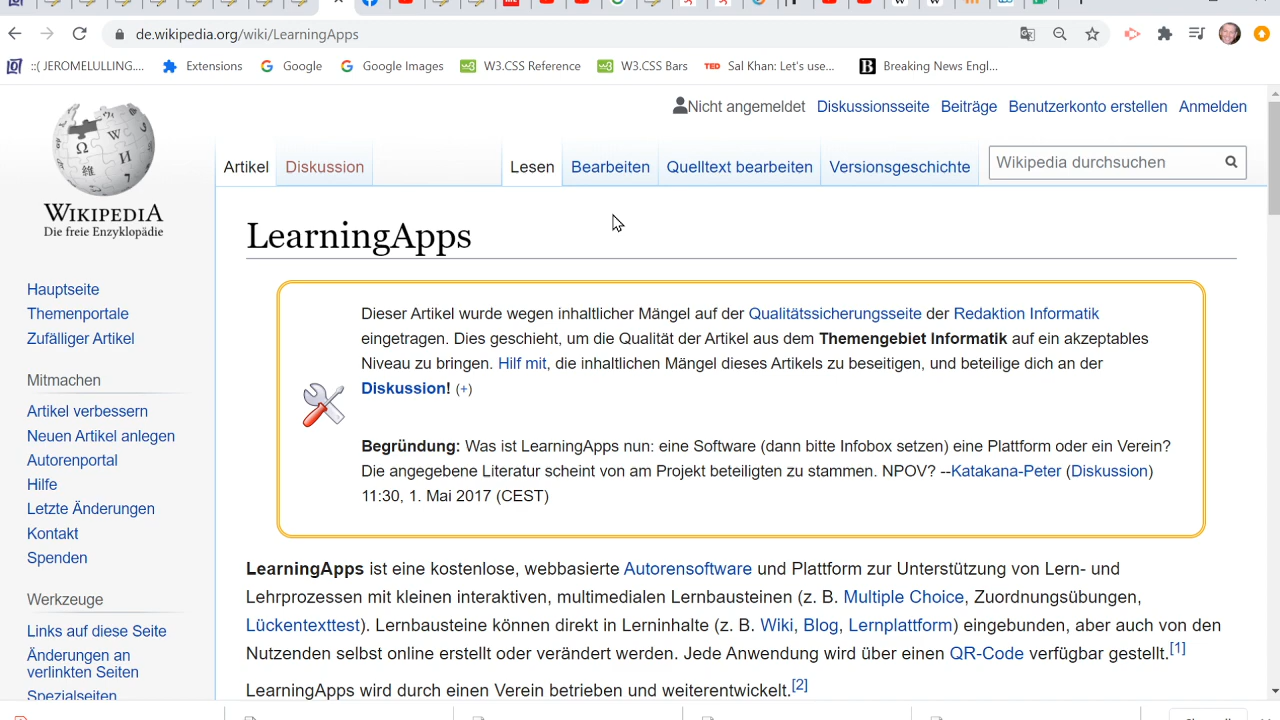 de.wikipedia.org/wiki/LearningApps
::( JEROMELULLING.... Extensions Google Google Images W3.CSS Reference W3.CSS Bars TED Sal Khan: Let's use... B Breaking News Engl...
Nicht angemeldet Diskussionsseite Beiträge Benutzerkonto erstellen Anmelden
Artikel Diskussion Lesen Bearbeiten Quelltext bearbeiten Versionsgeschichte Wikipedia durchsuchen
WIKIPEDIA
Die freie Enzyklopädie
Hauptseite
Themenportale
Zufälliger Artikel
Mitmachen
Artikel verbessern
Neuen Artikel anlegen
Autorenportal
Hilfe
Letzte Änderungen
Kontakt
Spenden
Werkzeuge
Links auf diese Seite
Änderungen an
verlinkten Seiten
Spezialseiten
LearningApps
Dieser Artikel wurde wegen inhaltlicher Mängel auf der Qualitätssicherungsseite der Redaktion Informatik
eingetragen. Dies geschieht, um die Qualität der Artikel aus dem Themengebiet Informatik auf ein akzeptables
Niveau zu bringen. Hilf mit, die inhaltlichen Mängel dieses Artikels zu beseitigen, und beteilige dich an der
Diskussion! (+)
Begründung: Was ist LearningApps nun: eine Software (dann bitte Infobox setzen) eine Plattform oder ein Verein?
Die angegebene Literatur scheint von am Projekt beteiligten zu stammen. NPOV? --Katakana-Peter (Diskussion)
11:30, 1. Mai 2017 (CEST)
LearningApps ist eine kostenlose, webbasierte Autorensoftware und Plattform zur Unterstützung von Lern- und
Lehrprozessen mit kleinen interaktiven, multimedialen Lernbausteinen (z. B. Multiple Choice, Zuordnungsübungen,
Lückentexttest). Lernbausteine können direkt in Lerninhalte (z. B. Wiki, Blog, Lernplattform) eingebunden, aber auch von den
Nutzenden selbst online erstellt oder verändert werden. Jede Anwendung wird über einen QR-Code verfügbar gestellt.[1]
LearningApps wird durch einen Verein betrieben und weiterentwickelt.[2]